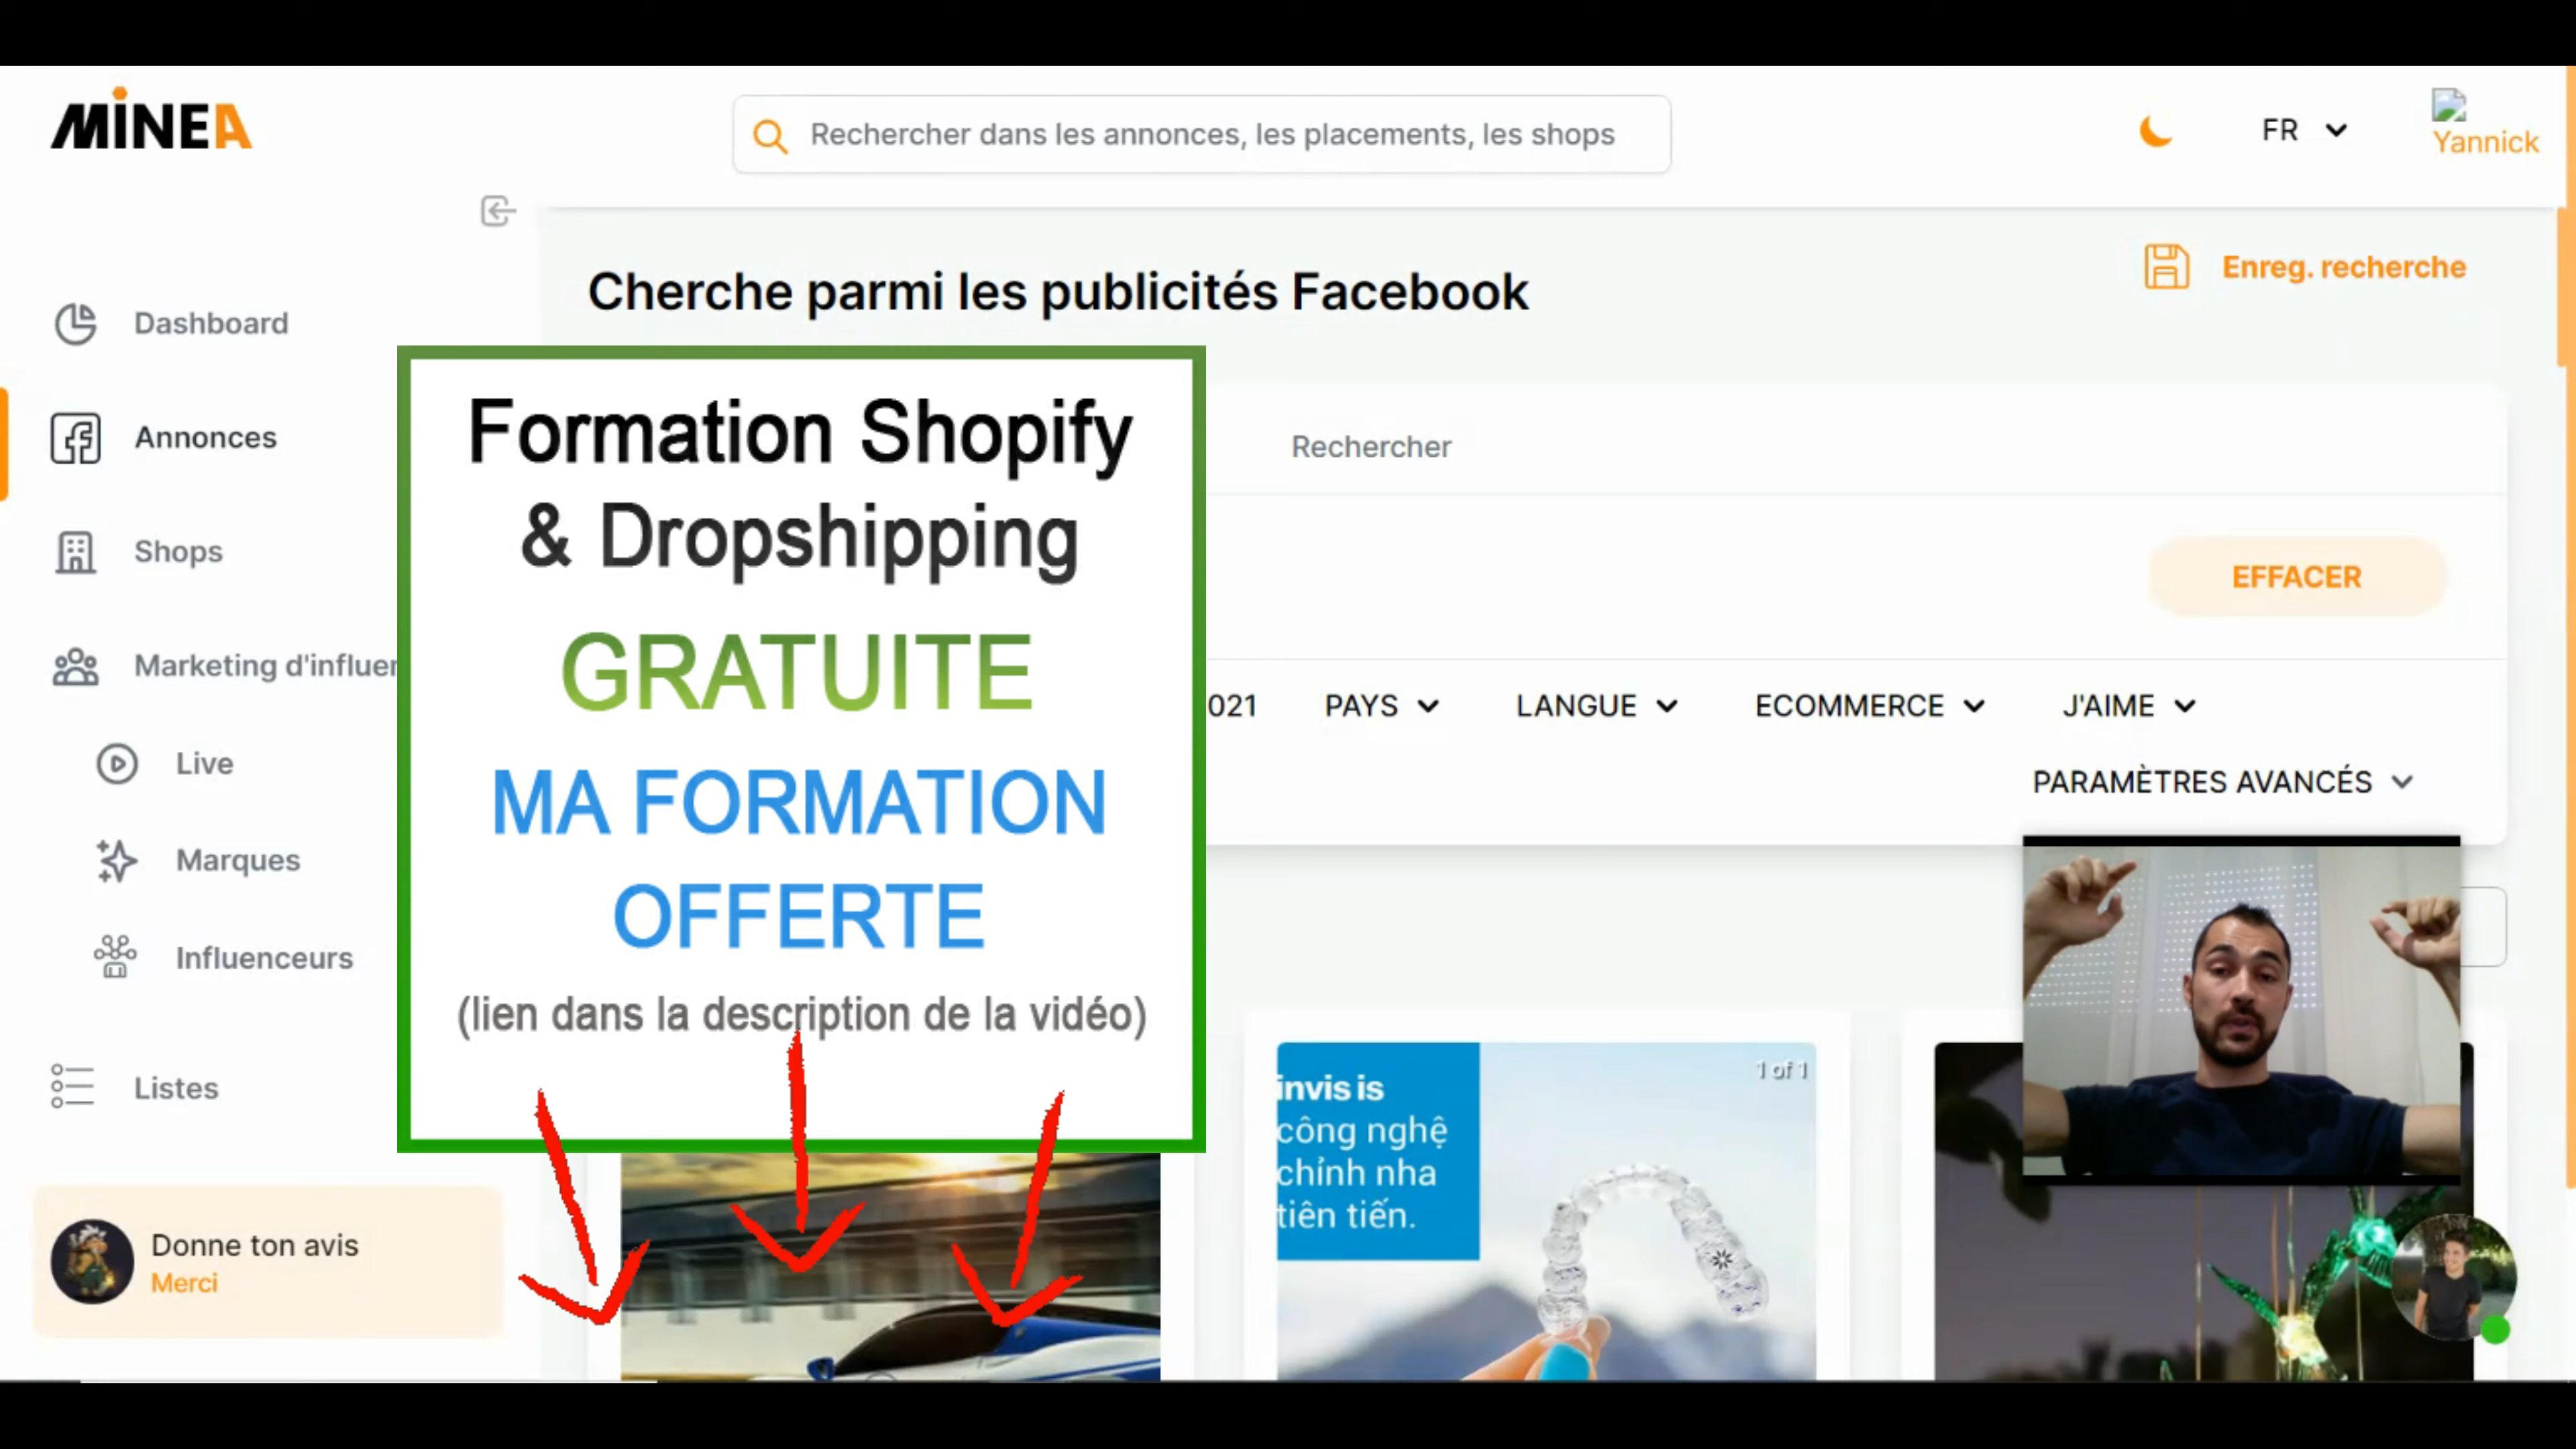 MINEA
Rechercher dans les annonces, les placements, les shops
FR
Yannick
Enreg. recherche
Cherche parmi les publicités Facebook
Dashboard
Annonces
Shops
Marketing d'influen
Live
Marques
Influenceurs
Listes
Donne ton avis
Merci
Formation Shopify
& Dropshipping
GRATUITE
MA FORMATION
OFFERTE
(lien dans la description de la vidéo)
Rechercher
EFFACER
021
PAYS
LANGUE
ECOMMERCE
J'AIME
PARAMÈTRES AVANCÉS
invis is
công nghệ
chỉnh nha
tiên tiến.
1 of 1